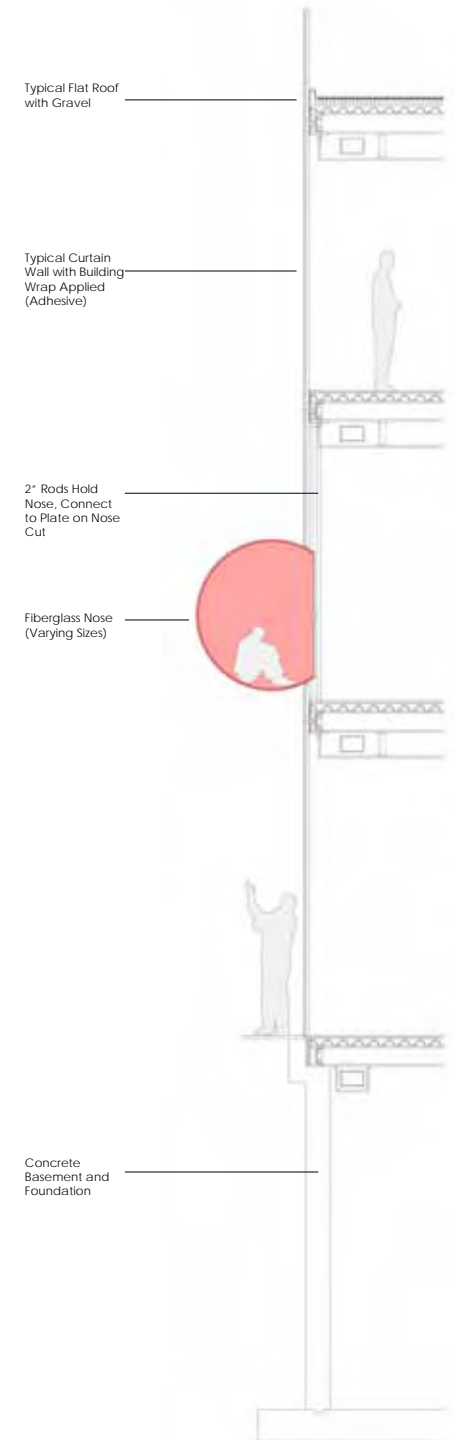 Typical Flat Roof
with Gravel
Typical Curtain
Wall with Building
Wrap Applied
(Adhesive)
2" Rods Hold
Nose, Connect
to Plate on Nose
Cut
Fiberglass Nose
(Varying Sizes)
Concrete
Basement and
Foundation